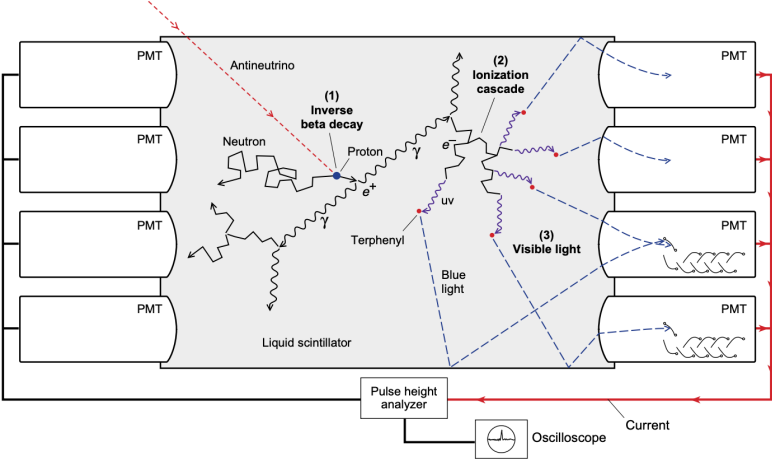 PMT
PMT
PMT
PMT
Antineutrino
(1)
Inverse
beta decay
Neutron
Proton
γ
e+
γ
(2)
Ionization
cascade
e–
uv
Terphenyl
(3)
Visible light
Blue
light
Liquid scintillator
PMT
PMT
PMT
PMT
Pulse height
analyzer
Current
Oscilloscope